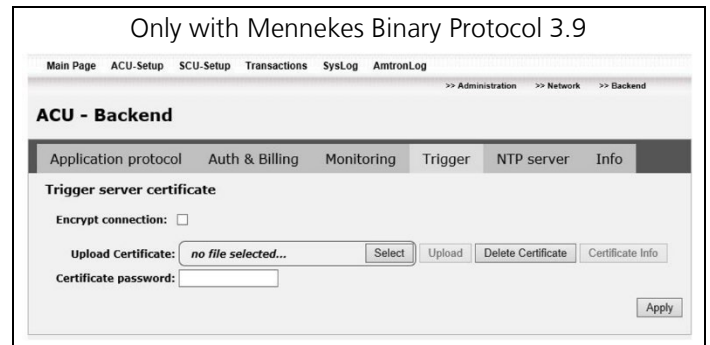 Only with Mennekes Binary Protocol 3.9
Main Page ACU-Setup SCU-Setup Transactions SysLog AmtronLog
>> Administration >> Network >> Backend
ACU - Backend
Application protocol Auth & Billing Monitoring Trigger NTP server Info
Trigger server certificate
Encrypt connection:
Upload Certificate: no file selected... Select Upload Delete Certificate Certificate Info
Certificate password:
Apply